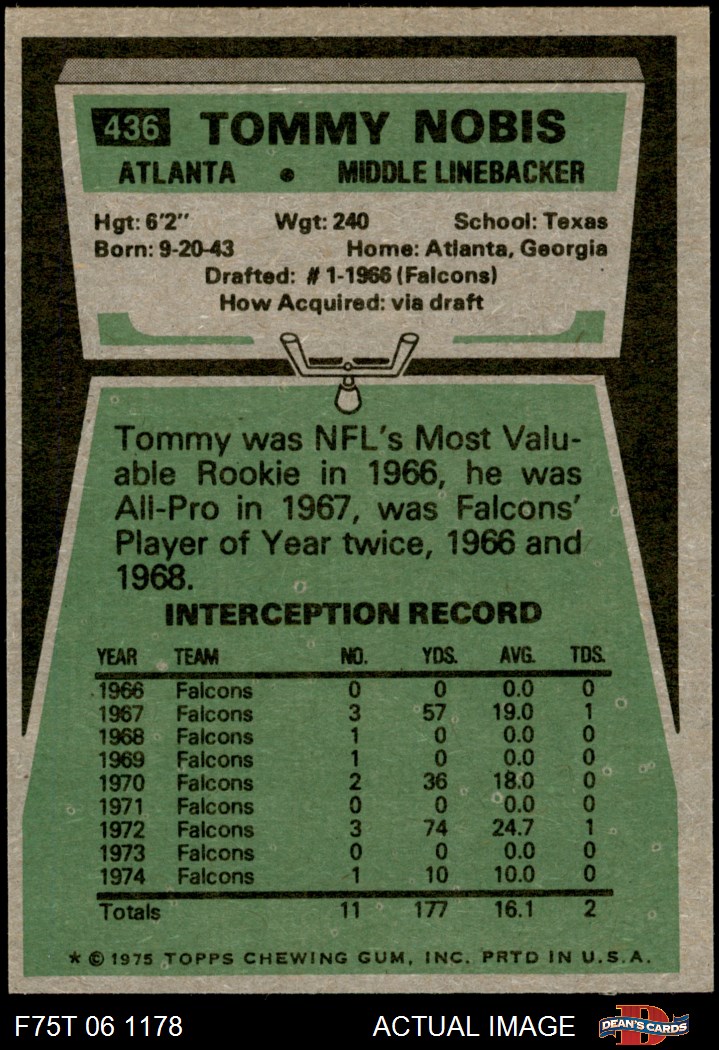 436 TOMMY NOBIS
ATLANTA • MIDDLE LINEBACKER
Hgt: 6'2" Wgt: 240 School: Texas
Born: 9-20-43 Home: Atlanta, Georgia
Drafted: #1-1966 (Falcons)
How Acquired: via draft
Tommy was NFL's Most Valu-
able Rookie in 1966, he was
All-Pro in 1967, was Falcons'
Player of Year twice, 1966 and
1968.
INTERCEPTION RECORD
YEAR TEAM NO. YDS. AVG. TDS.
1966 Falcons 0 0 0.0 0
1967 Falcons 3 57 19.0 1
1968 Falcons 1 0 0.0 0
1969 Falcons 1 0 0.0 0
1970 Falcons 2 36 18.0 0
1971 Falcons 0 0 0.0 0
1972 Falcons 3 74 24.7 1
1973 Falcons 0 0 0.0 0
1974 Falcons 1 10 10.0 0
Totals 11 177 16.1 2
* © 1975 TOPPS CHEWING GUM, INC. PRTD IN U.S.A.
F75T 06 1178 ACTUAL IMAGE D DEAN'S CARDS